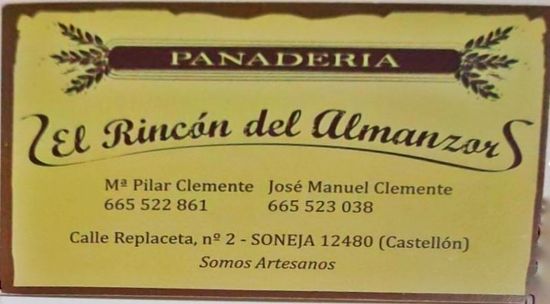 PANADERIA
El Rincón del Almanzor
Mª Pilar Clemente José Manuel Clemente
665 522 861 665 523 038
Calle Replaceta, nº 2 - SONEJA 12480 (Castellón)
Somos Artesanos